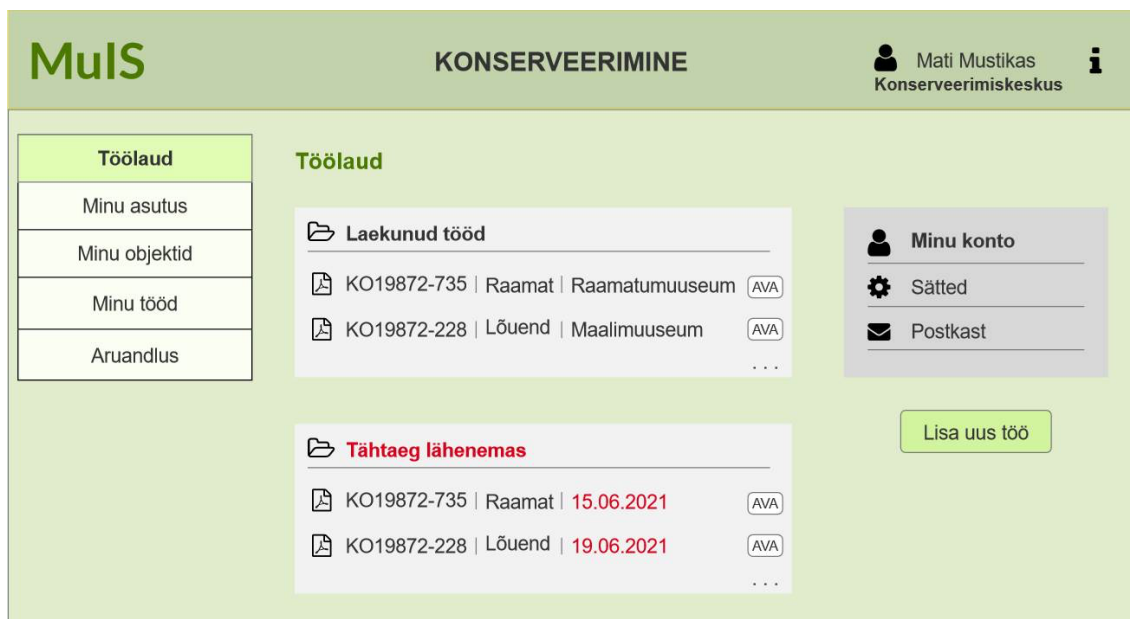 MuIS
KONSERVEERIMINE
Mati Mustikas
Konserveerimiskeskus
Töölaud
Minu asutus
Minu objektid
Minu tööd
Aruandlus
Töölaud
Laekunud tööd
KO19872-735 | Raamat | Raamatumuuseum AVA
KO19872-228 | Lõuend | Maalimuuseum AVA
. . .
Tähtaeg lähenemas
KO19872-735 | Raamat | 15.06.2021 AVA
KO19872-228 | Lõuend | 19.06.2021 AVA
. . .
Minu konto
Sätted
Postkast
Lisa uus töö